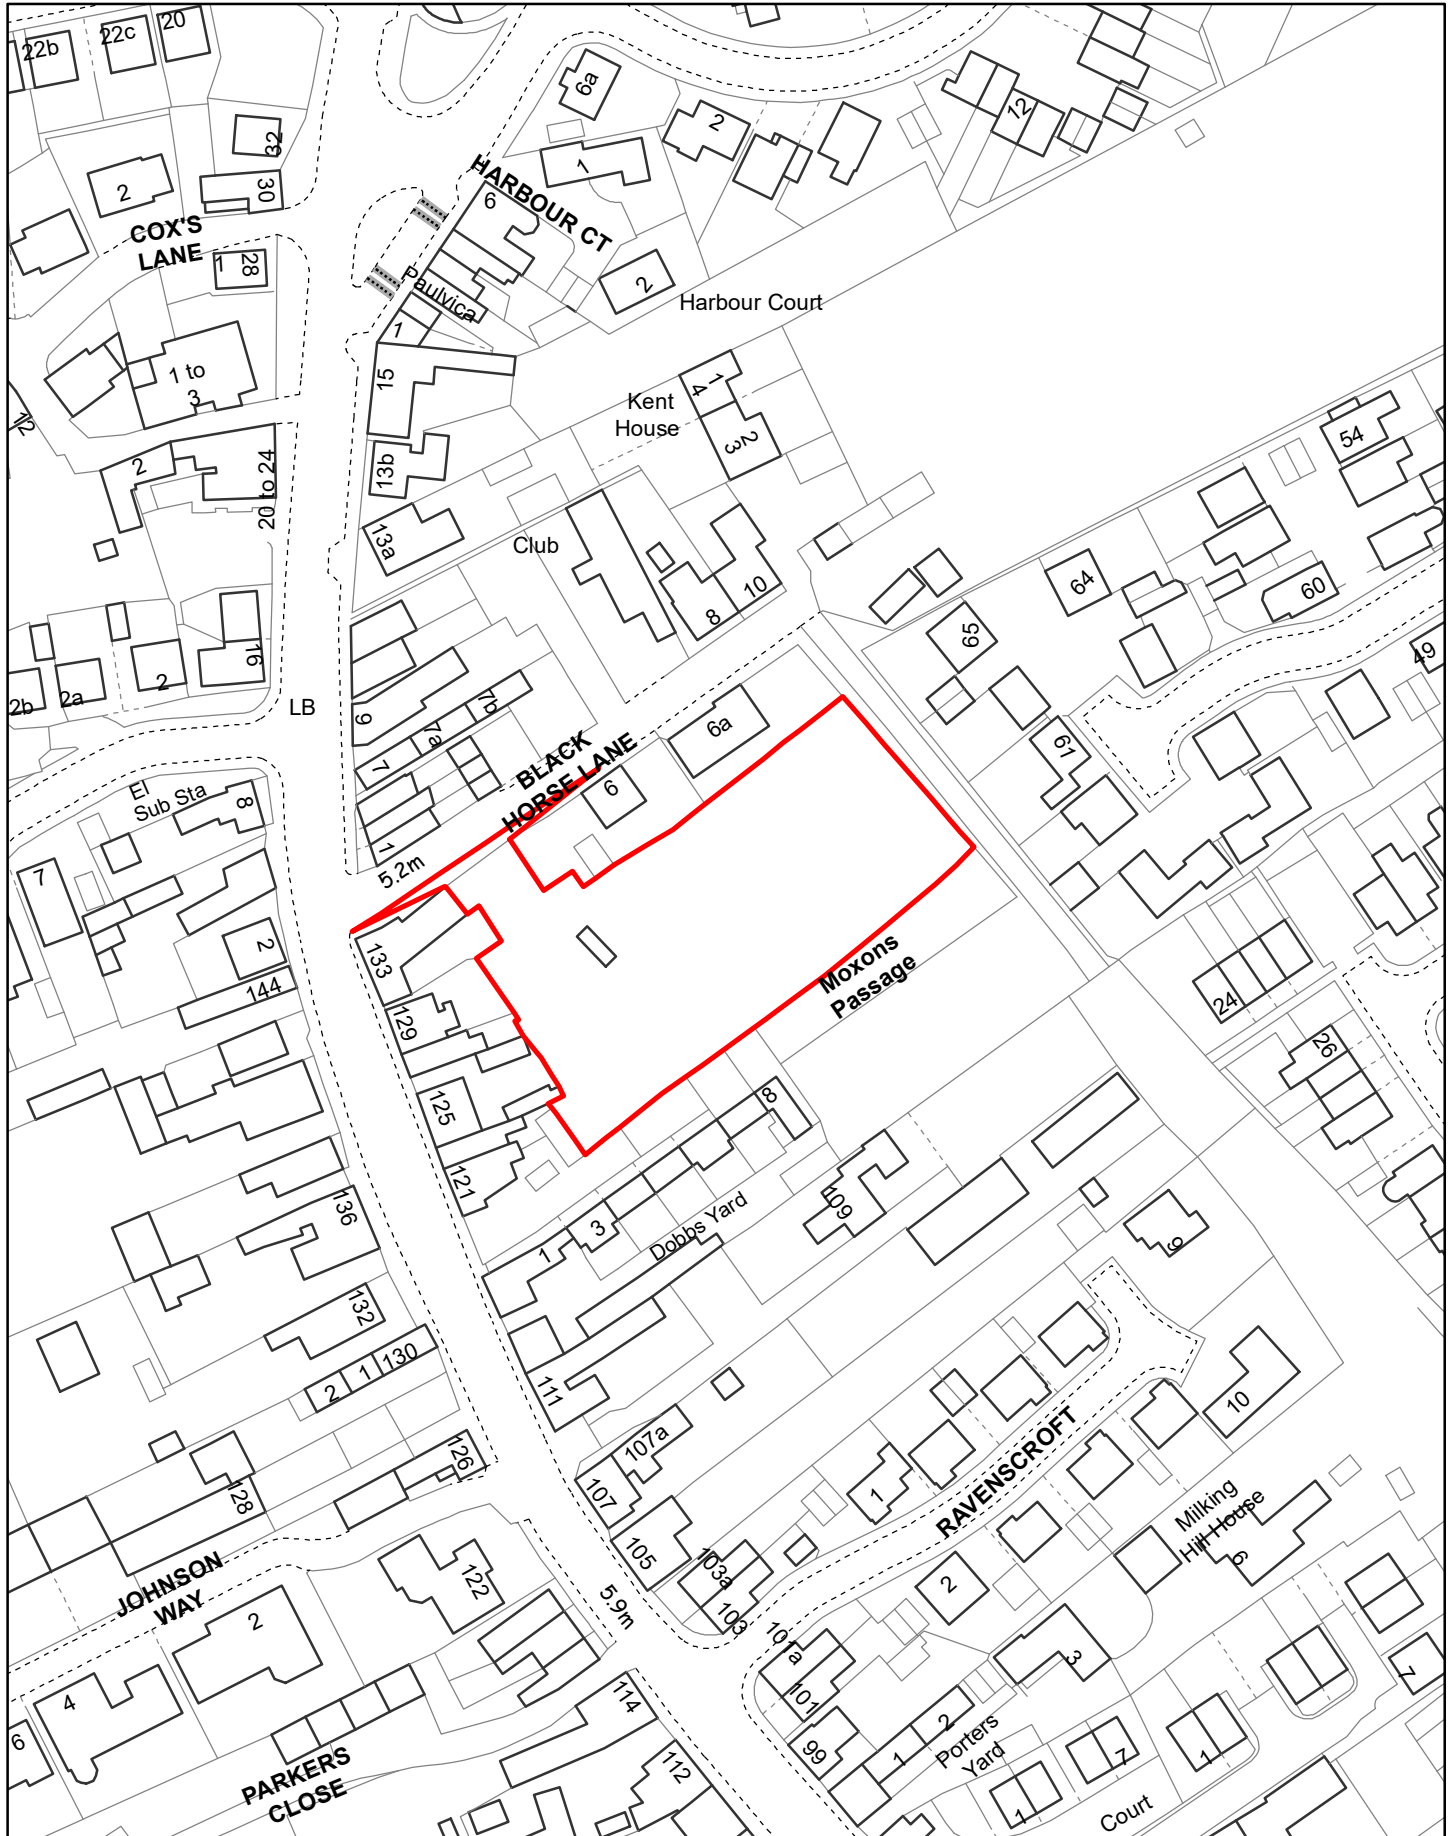 22b
22c
20
6a
2
12
32
2
30
1
HARBOUR CT
6
COX'S
LANE
1
28
2
Paulvica
Harbour Court
1
1 to
3
15
1
4
Kent
House
2
3
12
54
2
20 to 24
13b
13a
Club
64
60
10
8
65
16
49
2b
2a
2
LB
9
7b
7a
7
6a
61
BLACK
HORSE LANE
El
Sub Sta
8
6
1
5.2m
7
2
133
Moxons
Passage
144
24
129
26
125
8
121
109
136
Dobbs Yard
3
1
9
132
130
1
2
111
10
107a
RAVENSCROFT
126
107
128
1
Milking
Hill House
6
105
103a
JOHNSON
WAY
122
5.9m
103
2
2
101a
3
4
101
7
114
2
6
99
1
Porters
Yard
7
1
PARKERS
CLOSE
112
1
Court